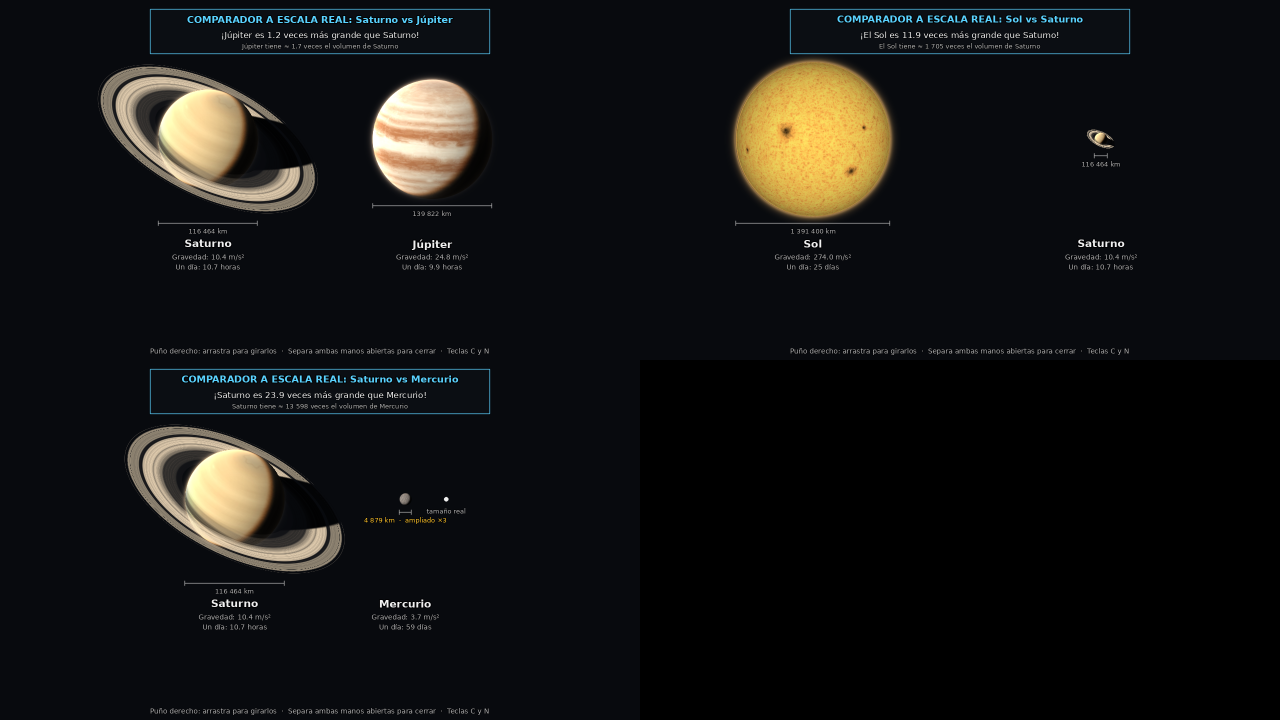 COMPARADOR A ESCALA REAL: Saturno vs Júpiter
¡Júpiter es 1.2 veces más grande que Saturno!
Júpiter tiene ≈ 1.7 veces el volumen de Saturno
116 464 km
139 822 km
Saturno
Júpiter
Gravedad: 10.4 m/s²
Gravedad: 24.8 m/s²
Un día: 10.7 horas
Un día: 9.9 horas
Puño derecho: arrastra para girarlos · Separa ambas manos abiertas para cerrar · Teclas C y N
COMPARADOR A ESCALA REAL: Sol vs Saturno
¡El Sol es 11.9 veces más grande que Saturno!
El Sol tiene ≈ 1 705 veces el volumen de Saturno
116 464 km
1 391 400 km
Sol
Saturno
Gravedad: 274.0 m/s²
Gravedad: 10.4 m/s²
Un día: 25 días
Un día: 10.7 horas
Puño derecho: arrastra para girarlos · Separa ambas manos abiertas para cerrar · Teclas C y N
COMPARADOR A ESCALA REAL: Saturno vs Mercurio
¡Saturno es 23.9 veces más grande que Mercurio!
Saturno tiene ≈ 13 598 veces el volumen de Mercurio
tamaño real
4 879 km · ampliado ×3
116 464 km
Saturno
Mercurio
Gravedad: 10.4 m/s²
Gravedad: 3.7 m/s²
Un día: 10.7 horas
Un día: 59 días
Puño derecho: arrastra para girarlos · Separa ambas manos abiertas para cerrar · Teclas C y N